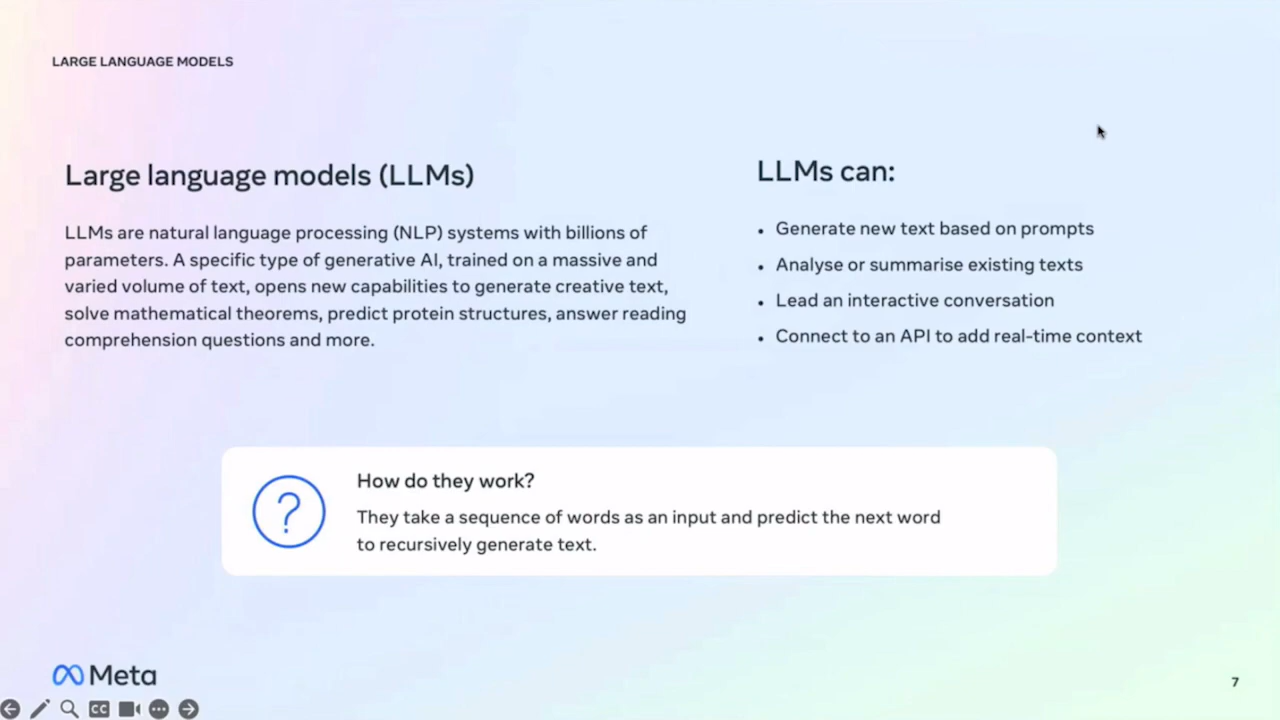 LARGE LANGUAGE MODELS
Large language models (LLMs)
LLMs are natural language processing (NLP) systems with billions of
parameters. A specific type of generative AI, trained on a massive and
varied volume of text, opens new capabilities to generate creative text,
solve mathematical theorems, predict protein structures, answer reading
comprehension questions and more.
LLMs can:
• Generate new text based on prompts
• Analyse or summarise existing texts
• Lead an interactive conversation
• Connect to an API to add real-time context
?
How do they work?
They take a sequence of words as an input and predict the next word
to recursively generate text.
Meta
7
CC